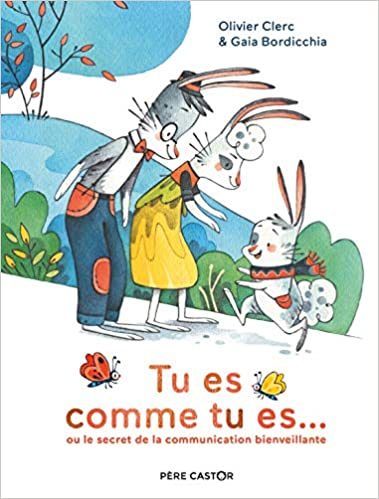 Olivier Clerc
& Gaia Bordicchia
Tu es
comme tu es...
ou le secret de la communication bienveillante
PÈRE CASTOR